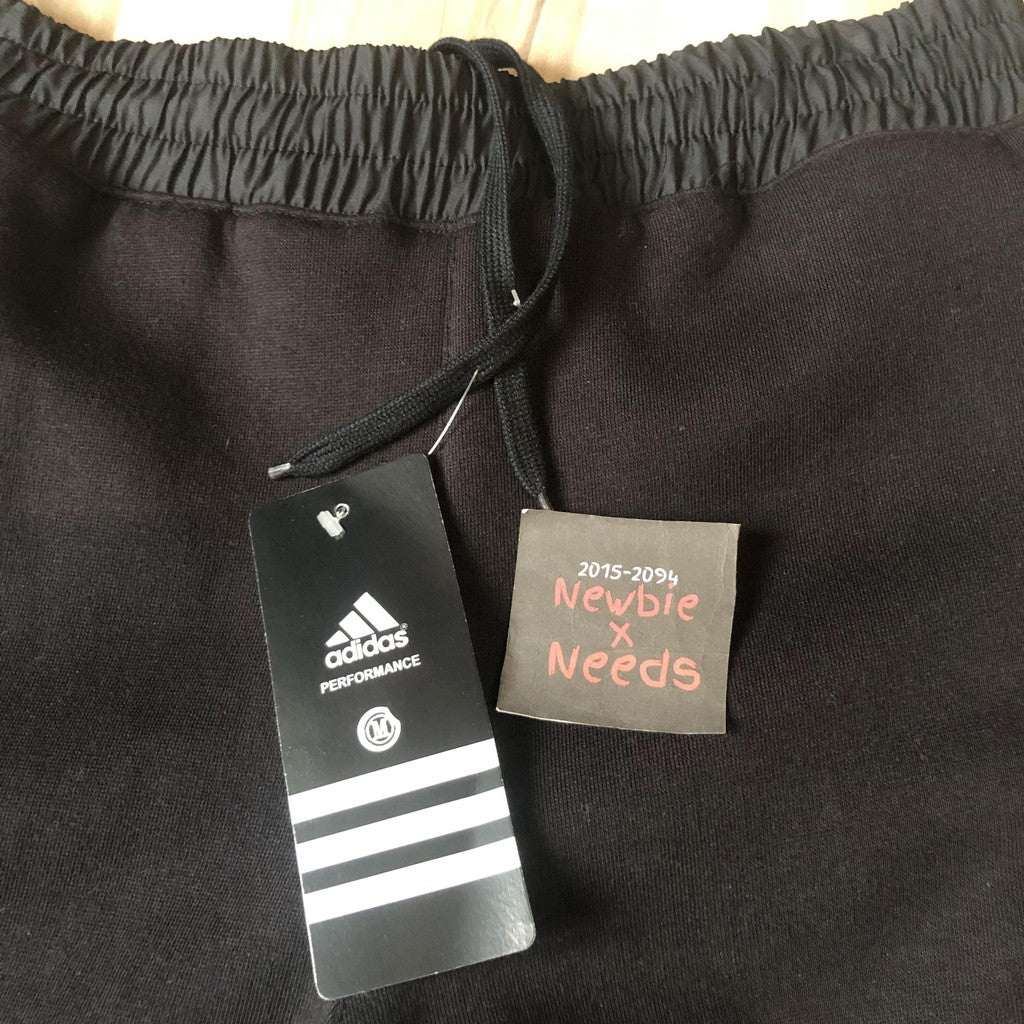 adidas
PERFORMANCE
M
2015-2094
Newbie
x
Needs